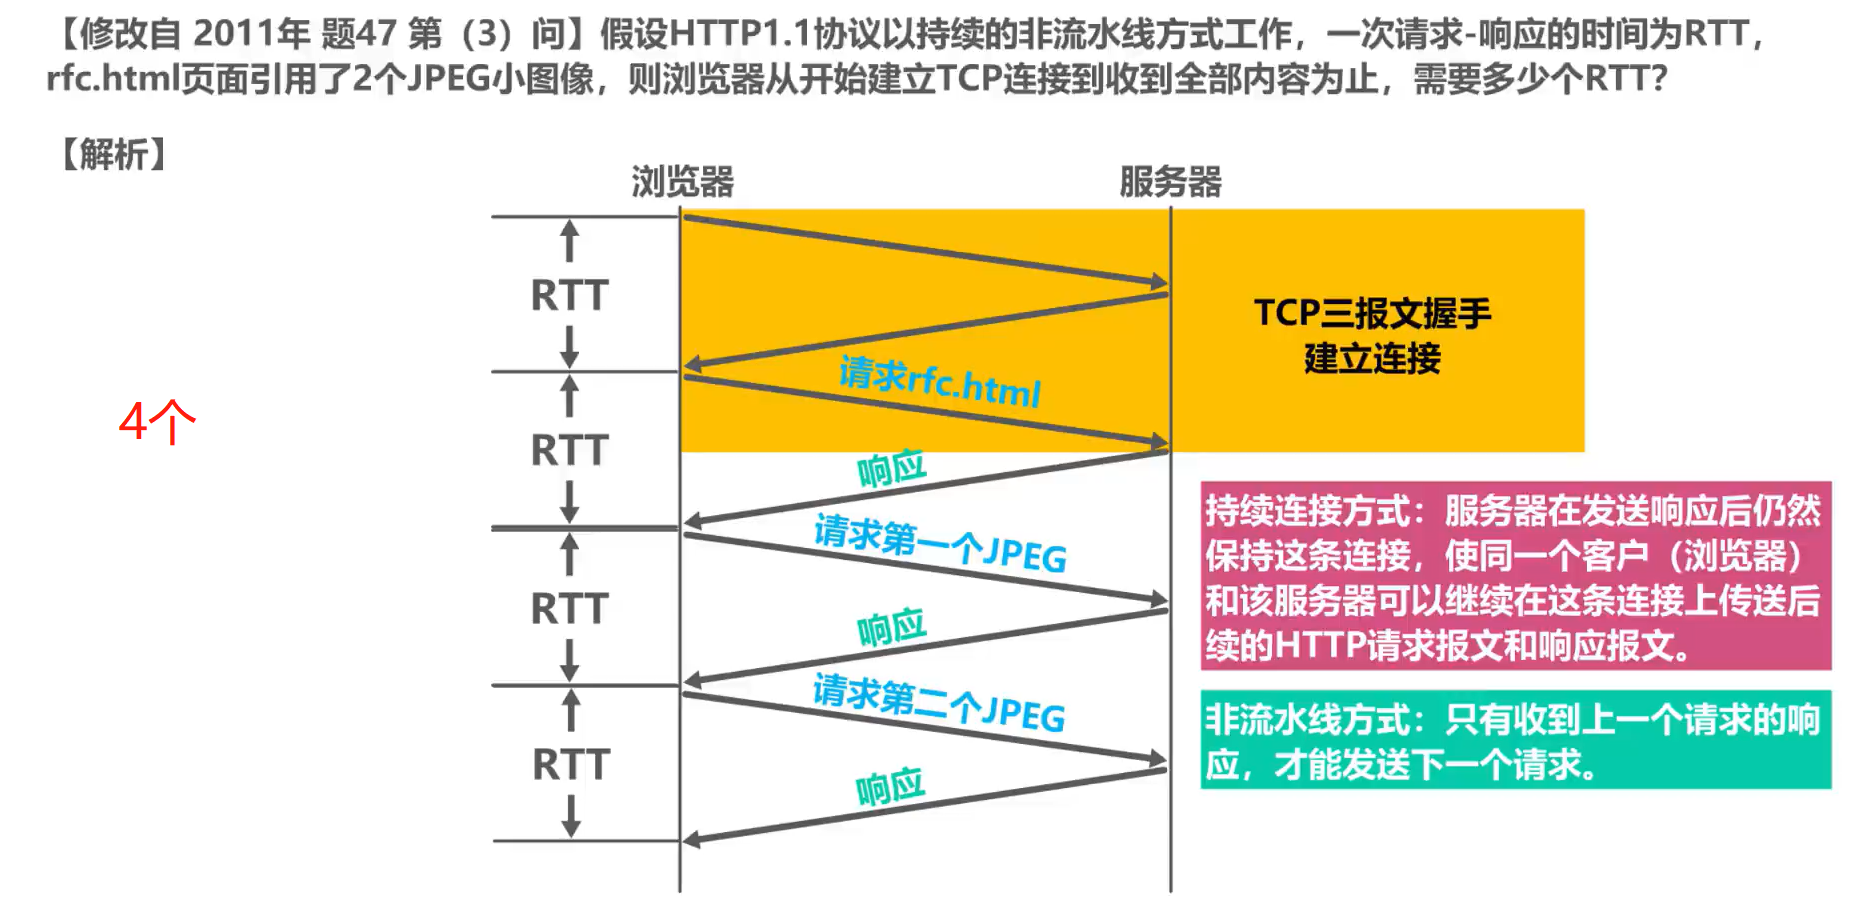 【修改自 2011年 题47 第（3）问】假设HTTP1.1协议以持续的非流水线方式工作，一次请求-响应的时间为RTT，
rfc.html页面引用了2个JPEG小图像，则浏览器从开始建立TCP连接到收到全部内容为止，需要多少个RTT？
【解析】
浏览器
服务器
RTT
TCP三报文握手
建立连接
请求rfc.html
4个
RTT
响应
持续连接方式：服务器在发送响应后仍然
保持这条连接，使同一个客户（浏览器）
和该服务器可以继续在这条连接上传送后
续的HTTP请求报文和响应报文。
请求第一个JPEG
RTT
响应
请求第二个JPEG
非流水线方式：只有收到上一个请求的响
应，才能发送下一个请求。
RTT
响应